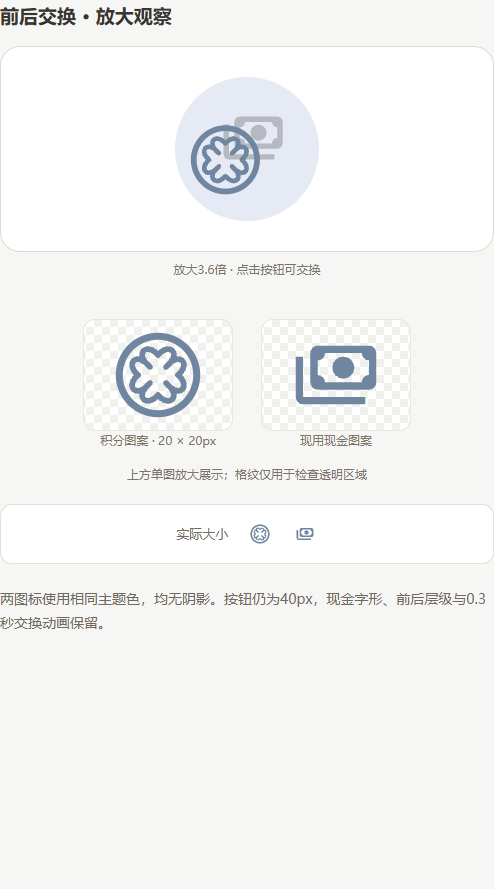 前后交换 · 放大观察
放大3.6倍 · 点击按钮可交换
积分图案 · 20 × 20px
现用现金图案
上方单图放大展示；格纹仅用于检查透明区域
实际大小
两图标使用相同主题色，均无阴影。按钮仍为40px，现金字形、前后层级与0.3
秒交换动画保留。